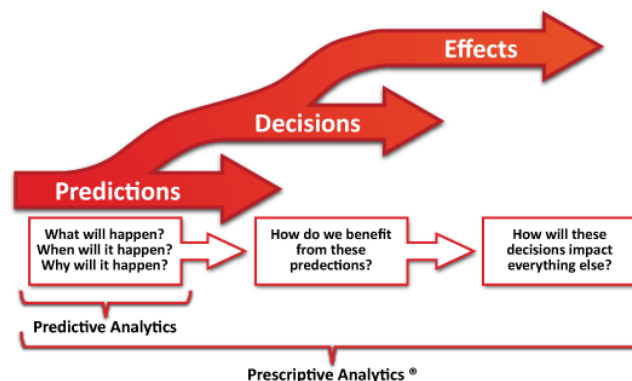 Effects
Decisions
Predictions
What will happen?
When will it happen?
Why will it happen?
How do we benefit
from these
predections?
How will these
decisions impact
everything else?
Predictive Analytics
Prescriptive Analytics ®